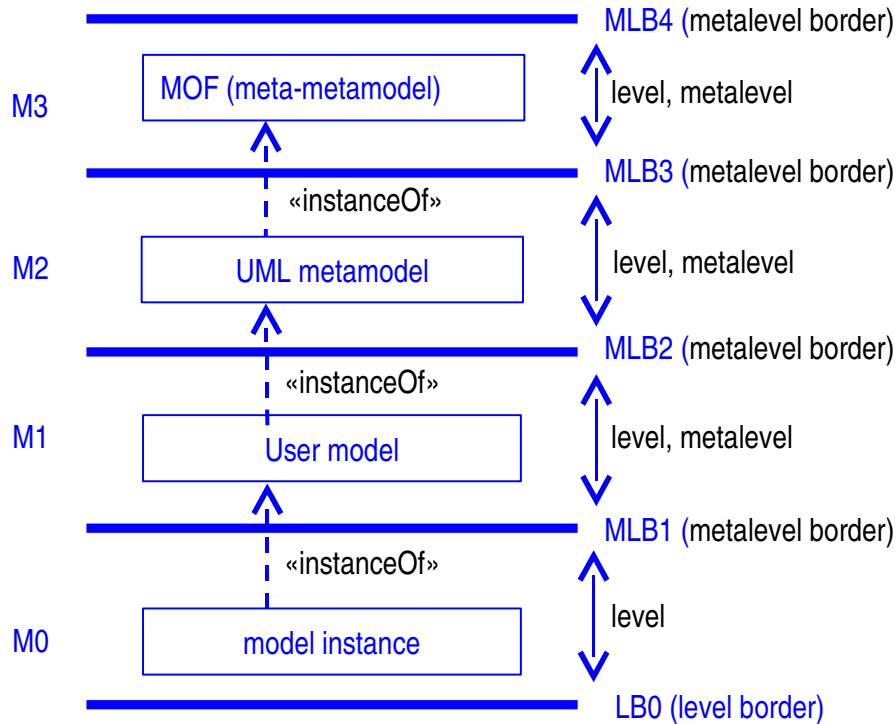 MLB4 (metalevel border)
M3
MOF (meta-metamodel)
level, metalevel
MLB3 (metalevel border)
«instanceOf»
M2
UML metamodel
level, metalevel
MLB2 (metalevel border)
«instanceOf»
M1
User model
level, metalevel
MLB1 (metalevel border)
«instanceOf»
level
M0
model instance
LB0 (level border)